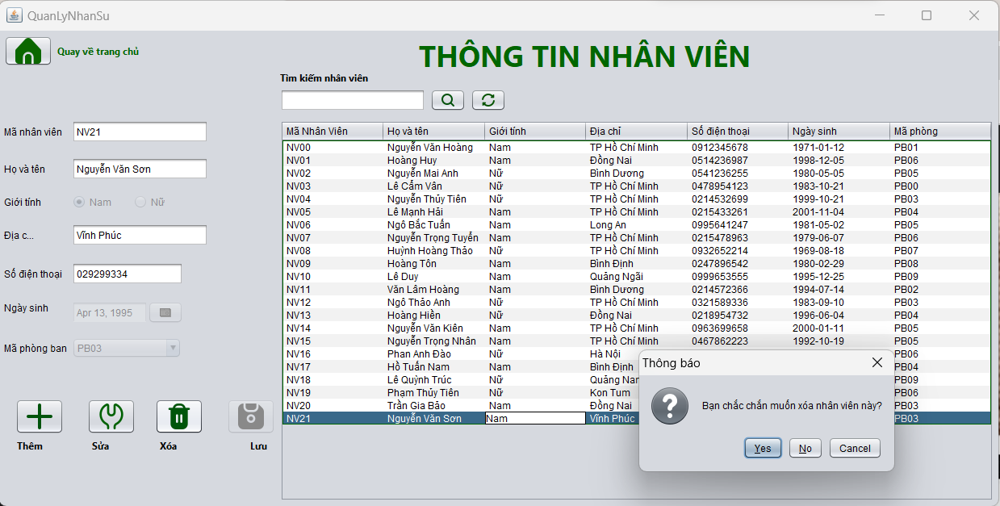 QuanLyNhanSu
Quay về trang chủ
THÔNG TIN NHÂN VIÊN
Tìm kiếm nhân viên
Mã nhân viên NV21
Họ và tên Nguyễn Văn Sơn
Giới tính Nam Nữ
Địa c... Vĩnh Phúc
Số điện thoại 029299334
Ngày sinh Apr 13, 1995
Mã phòng ban PB03
Thêm Sửa Xóa Lưu
Mã Nhân Viên Họ và tên Giới tính Địa chỉ Số điện thoại Ngày sinh Mã phòng
NV00 Nguyễn Văn Hoàng Nam TP Hồ Chí Minh 0912345678 1971-01-12 PB01
NV01 Hoàng Huy Nam Đồng Nai 0514236987 1998-12-05 PB06
NV02 Nguyễn Mai Anh Nữ Bình Dương 0541236255 1980-05-05 PB05
NV03 Lê Cẩm Vân Nữ TP Hồ Chí Minh 0478954123 1983-10-21 PB00
NV04 Nguyễn Thúy Tiên Nữ TP Hồ Chí Minh 0214532699 1999-10-21 PB03
NV05 Lê Mạnh Hải Nam TP Hồ Chí Minh 0215433261 2001-11-04 PB04
NV06 Ngô Bắc Tuấn Nam Long An 0995641247 1981-05-02 PB05
NV07 Nguyễn Trọng Tuyển Nam TP Hồ Chí Minh 0215478963 1979-06-07 PB06
NV08 Huỳnh Hoàng Thảo Nữ TP Hồ Chí Minh 0932652214 1969-08-18 PB07
NV09 Hoàng Tôn Nam Bình Định 0247896542 1980-02-29 PB08
NV10 Lê Duy Nam Quảng Ngãi 0999653555 1995-12-25 PB09
NV11 Văn Lâm Hoàng Nam Bình Dương 0214572366 1994-07-14 PB02
NV12 Ngô Thảo Anh Nữ TP Hồ Chí Minh 0321589336 1983-09-10 PB03
NV13 Hoàng Hiền Nữ Đồng Nai 0218954732 1996-06-04 PB04
NV14 Nguyễn Văn Kiên Nam TP Hồ Chí Minh 0963699658 2000-01-11 PB05
NV15 Nguyễn Trọng Nhân Nam TP Hồ Chí Minh 0467862223 1992-10-19 PB05
NV16 Phan Anh Đào Nữ Hà Nội PB06
NV17 Hồ Tuấn Nam Nam Bình Định PB04
NV18 Lê Quỳnh Trúc Nữ Quảng Nam PB09
NV19 Phạm Thúy Tiên Nữ Kon Tum PB06
NV20 Trần Gia Bảo Nam Đồng Nai PB03
NV21 Nguyễn Văn Sơn Nam Vĩnh Phúc PB03
Thông báo
Bạn chắc chắn muốn xóa nhân viên này?
Yes No Cancel